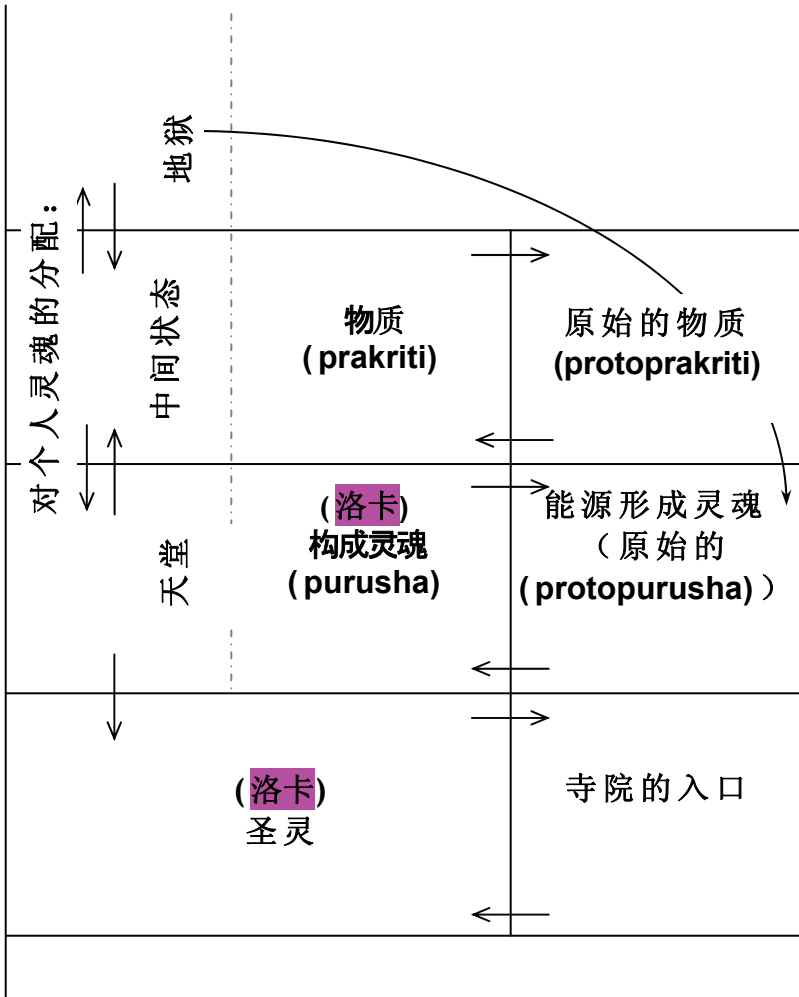 对个人灵魂的分配：
地狱
中间状态
天堂
物质
(prakriti)
原始的物质
(protoprakriti)
(洛卡)
构成灵魂
(purusha)
能源形成灵魂
（原始的
(protopurusha)）
(洛卡)
圣灵
寺院的入口